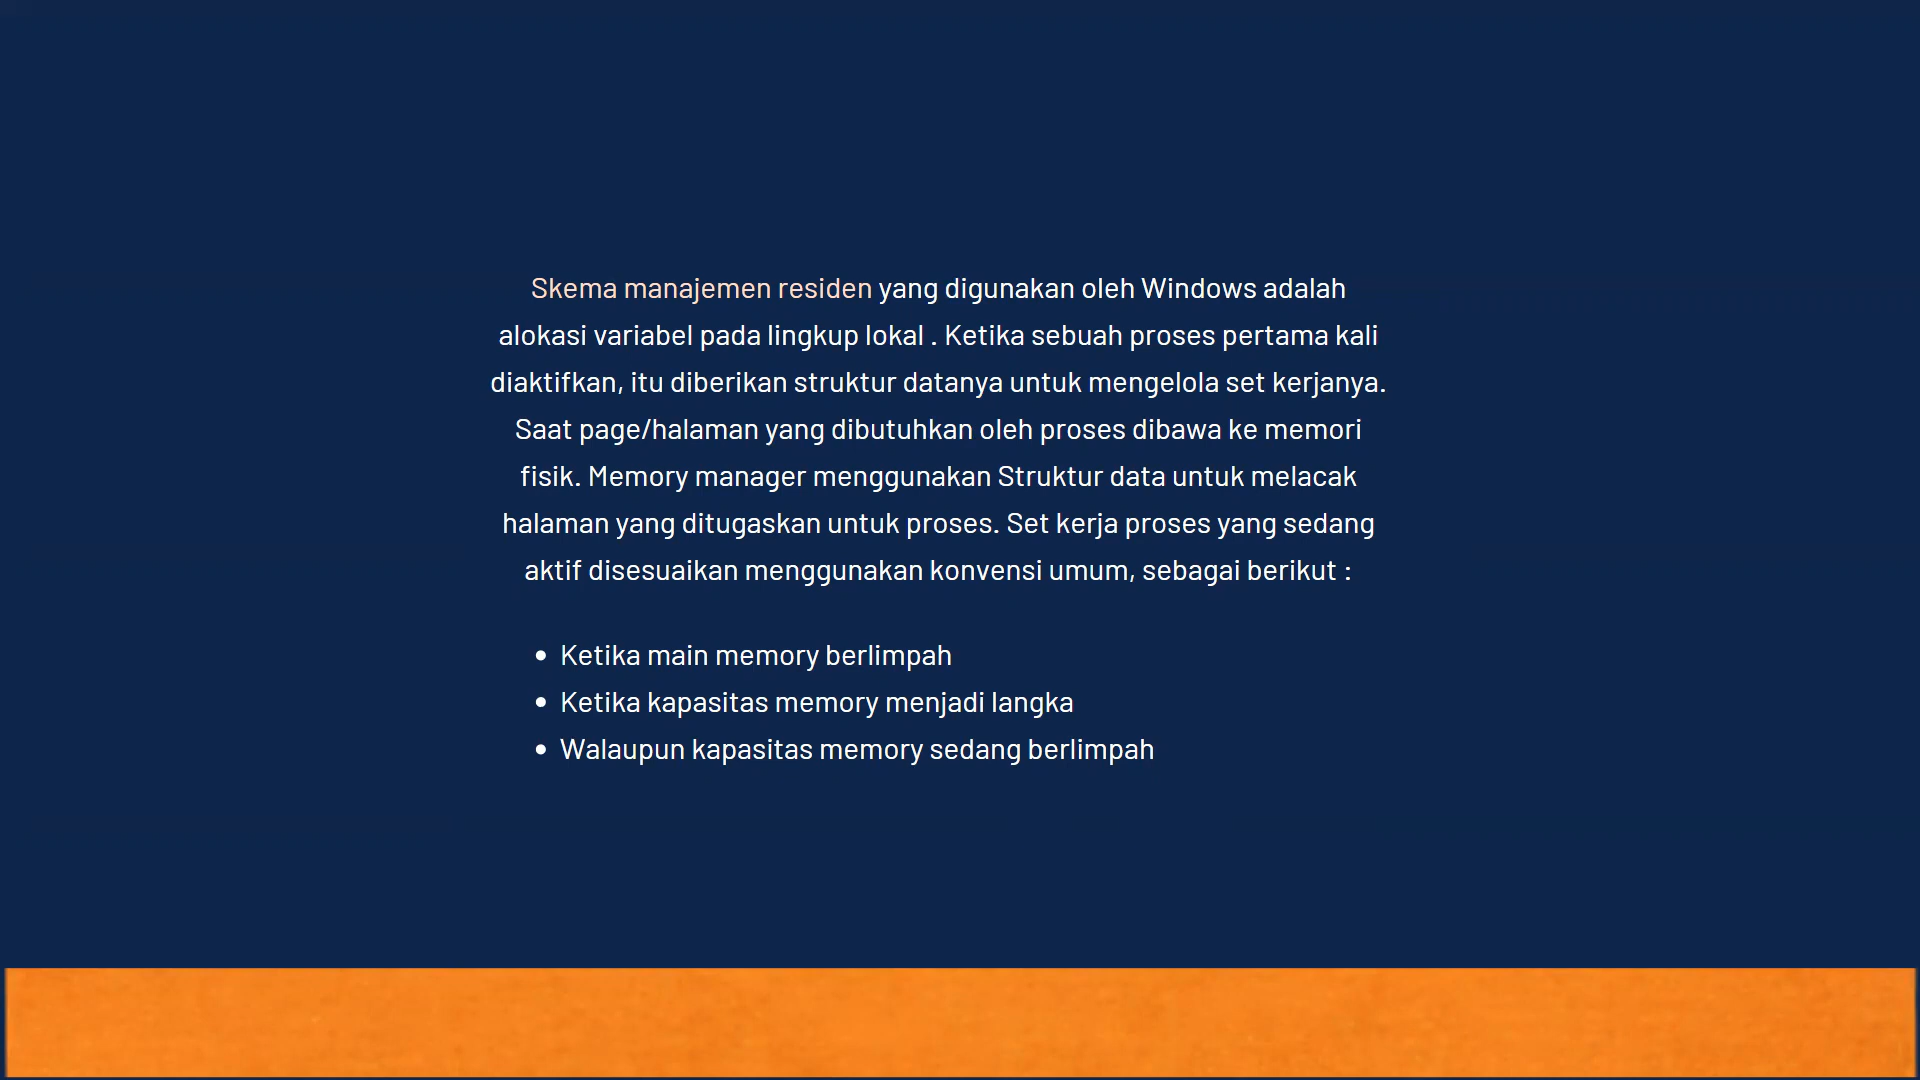 Skema manajemen residen yang digunakan oleh Windows adalah
alokasi variabel pada lingkup lokal . Ketika sebuah proses pertama kali
diaktifkan, itu diberikan struktur datanya untuk mengelola set kerjanya.
Saat page/halaman yang dibutuhkan oleh proses dibawa ke memori
fisik. Memory manager menggunakan Struktur data untuk melacak
halaman yang ditugaskan untuk proses. Set kerja proses yang sedang
aktif disesuaikan menggunakan konvensi umum, sebagai berikut :
• Ketika main memory berlimpah
• Ketika kapasitas memory menjadi langka
• Walaupun kapasitas memory sedang berlimpah